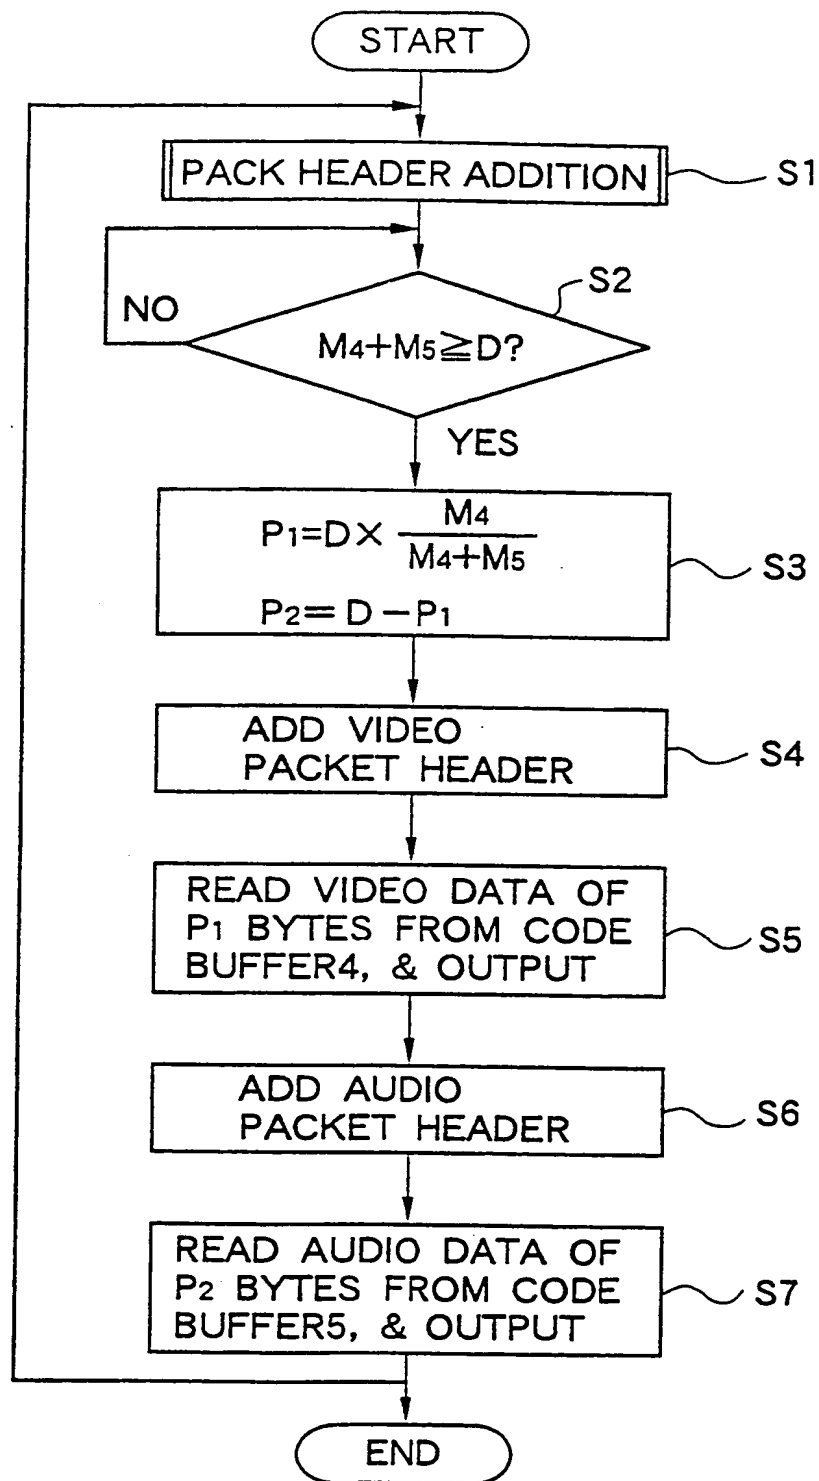 START
PACK HEADER ADDITION
S1
S2
NO
M4+M5≧D?
YES
P1=D× M4/M4+M5
P2=D−P1
S3
ADD VIDEO
PACKET HEADER
S4
READ VIDEO DATA OF
P1 BYTES FROM CODE
BUFFER4, & OUTPUT
S5
ADD AUDIO
PACKET HEADER
S6
READ AUDIO DATA OF
P2 BYTES FROM CODE
BUFFER5, & OUTPUT
S7
END